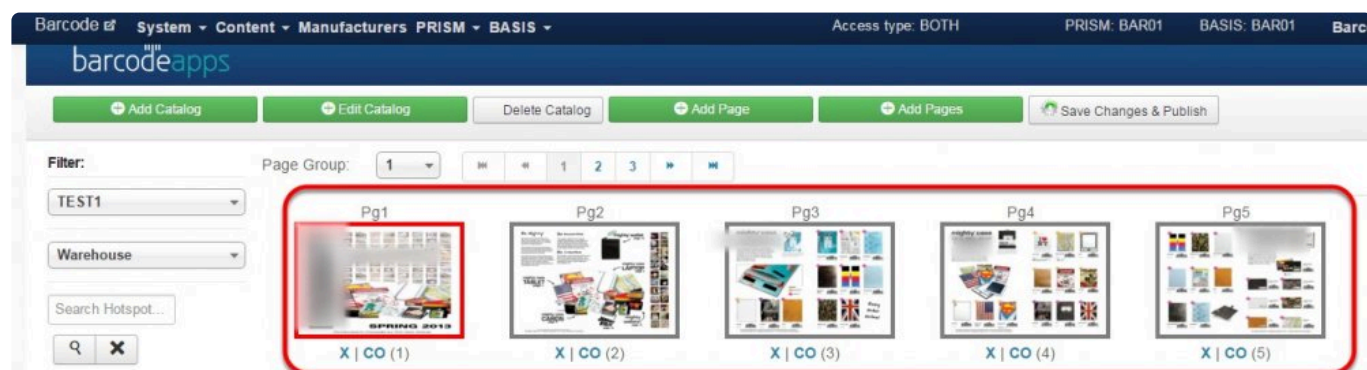 Barcode System Content Manufacturers PRISM BASIS Access type: BOTH PRISM: BAR01 BASIS: BAR01 Barc
barcodeapps
Add Catalog Edit Catalog Delete Catalog Add Page Add Pages Save Changes & Publish
Filter: Page Group: 1 1 2 3
TEST1
Pg1 Pg2 Pg3 Pg4 Pg5
Warehouse
Search Hotspot...
SPRING 2013
X | CO (1) X | CO (2) X | CO (3) X | CO (4) X | CO (5)